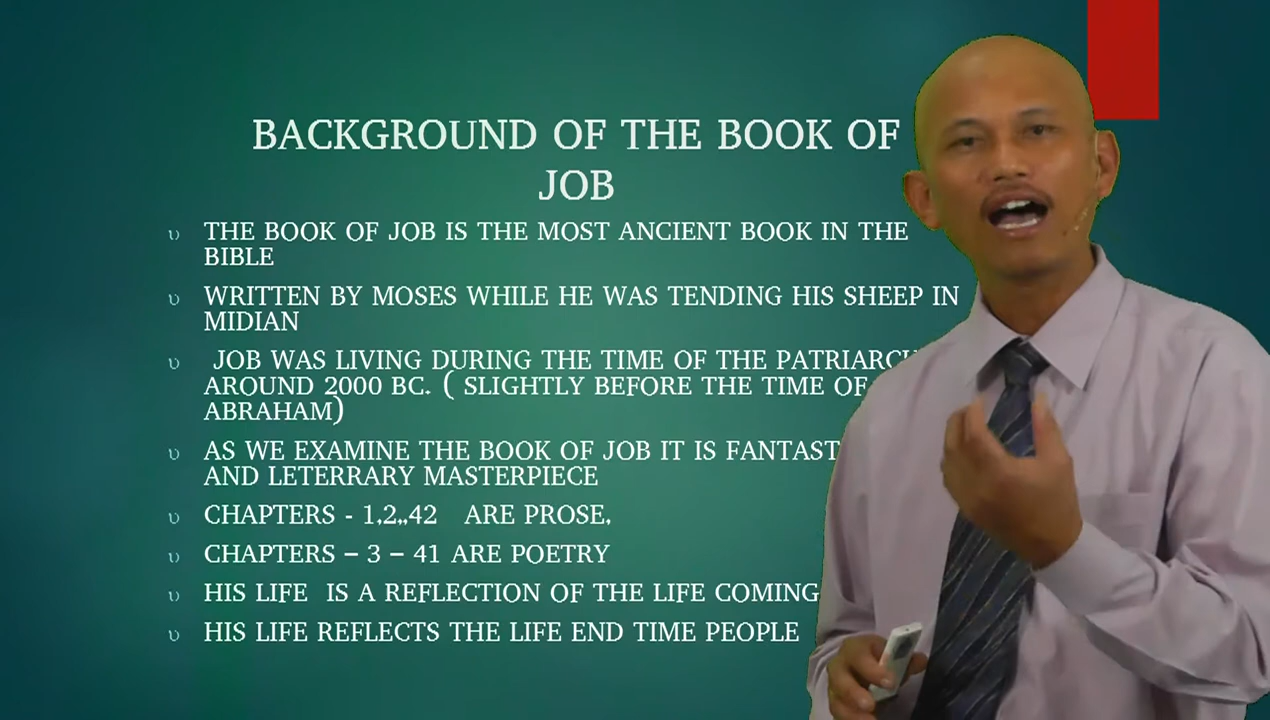 BACKGROUND OF THE BOOK OF
JOB
THE BOOK OF JOB IS THE MOST ANCIENT BOOK IN THE
BIBLE
WRITTEN BY MOSES WHILE HE WAS TENDING HIS SHEEP IN
MIDIAN
JOB WAS LIVING DURING THE TIME OF THE
AROUND 2000 BC. ( SLIGHTLY BEFORE THE TIME OF
ABRAHAM)
AS WE EXAMINE THE BOOK OF JOB IT IS
AND LETERRARY MASTERPIECE
CHAPTERS - 1,2,,42 ARE PROSE,
CHAPTERS – 3 – 41 ARE POETRY
HIS LIFE IS A REFLECTION OF THE LIFE COMING
HIS LIFE REFLECTS THE LIFE END TIME PEOPLE